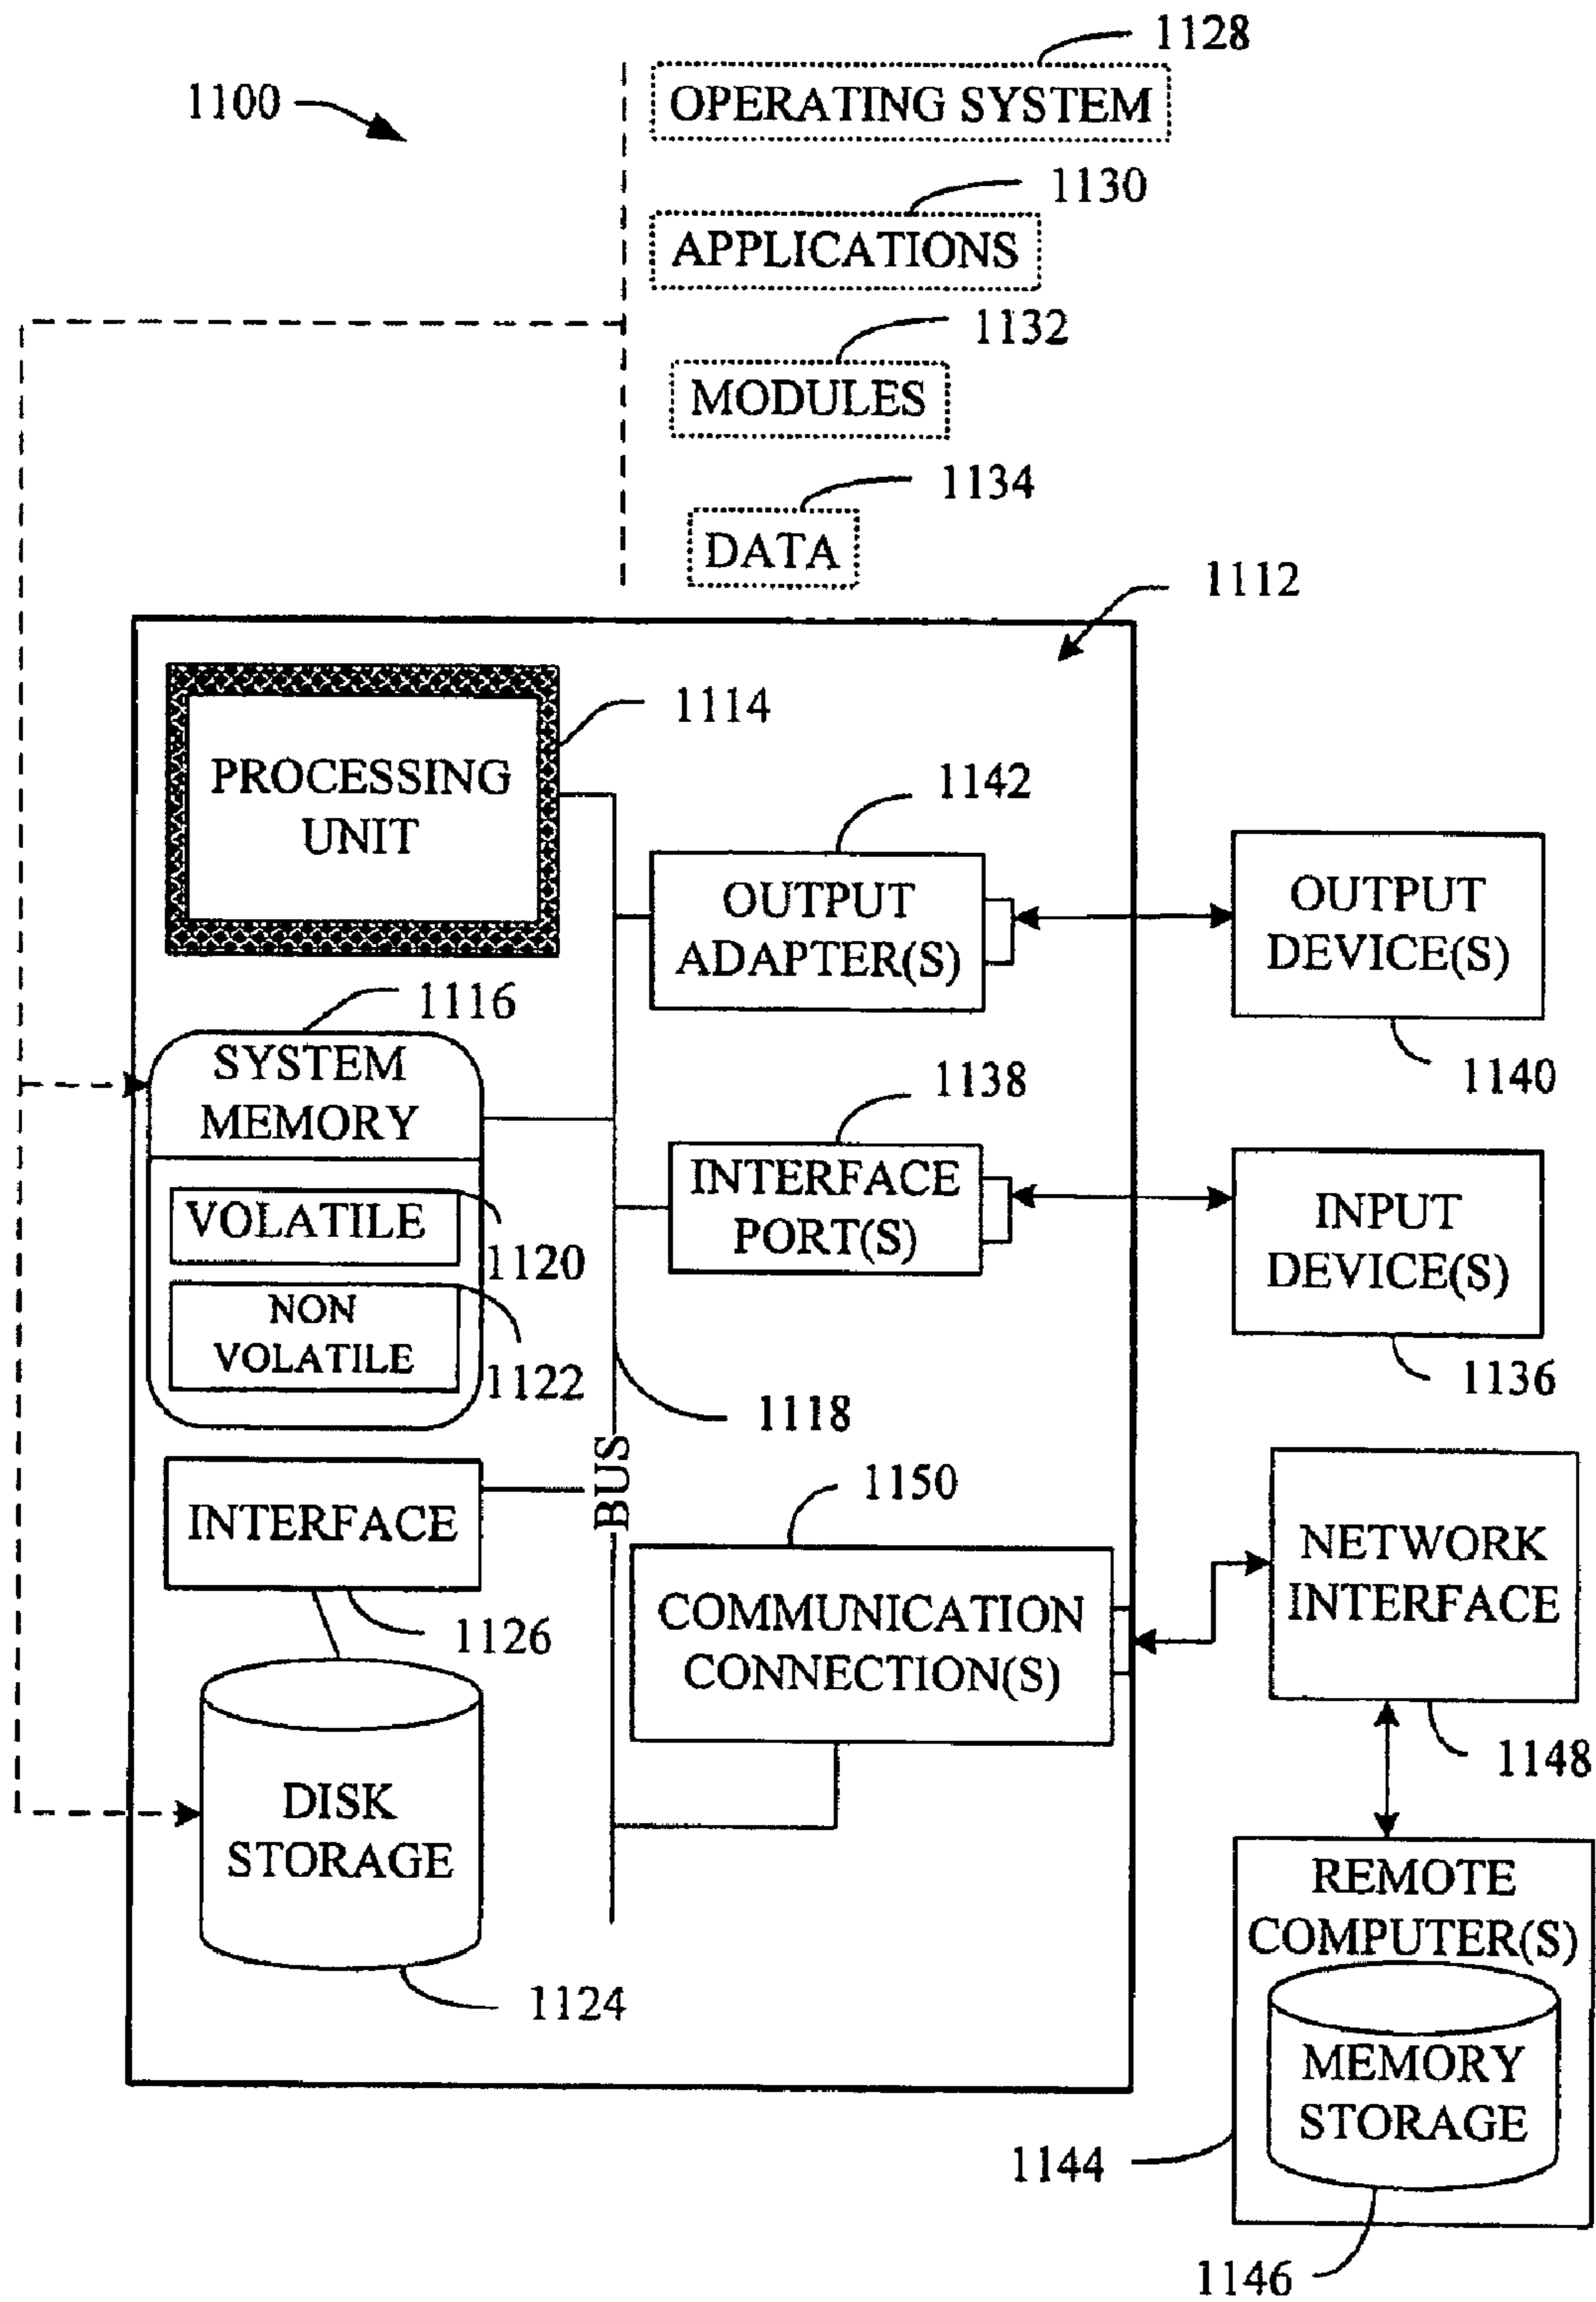 1128
1100
OPERATING SYSTEM
1130
APPLICATIONS
1132
MODULES
1134
DATA
1112
1114
PROCESSING
UNIT
1142
OUTPUT
ADAPTER(S)
OUTPUT
DEVICE(S)
1140
1116
SYSTEM
MEMORY
VOLATILE
1120
NON
VOLATILE
1122
1138
INTERFACE
PORT(S)
INPUT
DEVICE(S)
1136
1118
BUS
INTERFACE
1126
1150
COMMUNICATION
CONNECTION(S)
NETWORK
INTERFACE
1148
DISK
STORAGE
1124
REMOTE
COMPUTER(S)
MEMORY
STORAGE
1144
1146